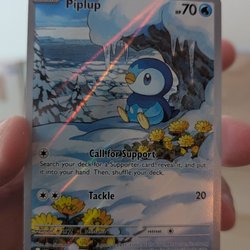 Piplup HP70
Call for Support
Search your deck for a Supporter card, reveal it, and put
it into your hand. Then, shuffle your deck.
Tackle 20